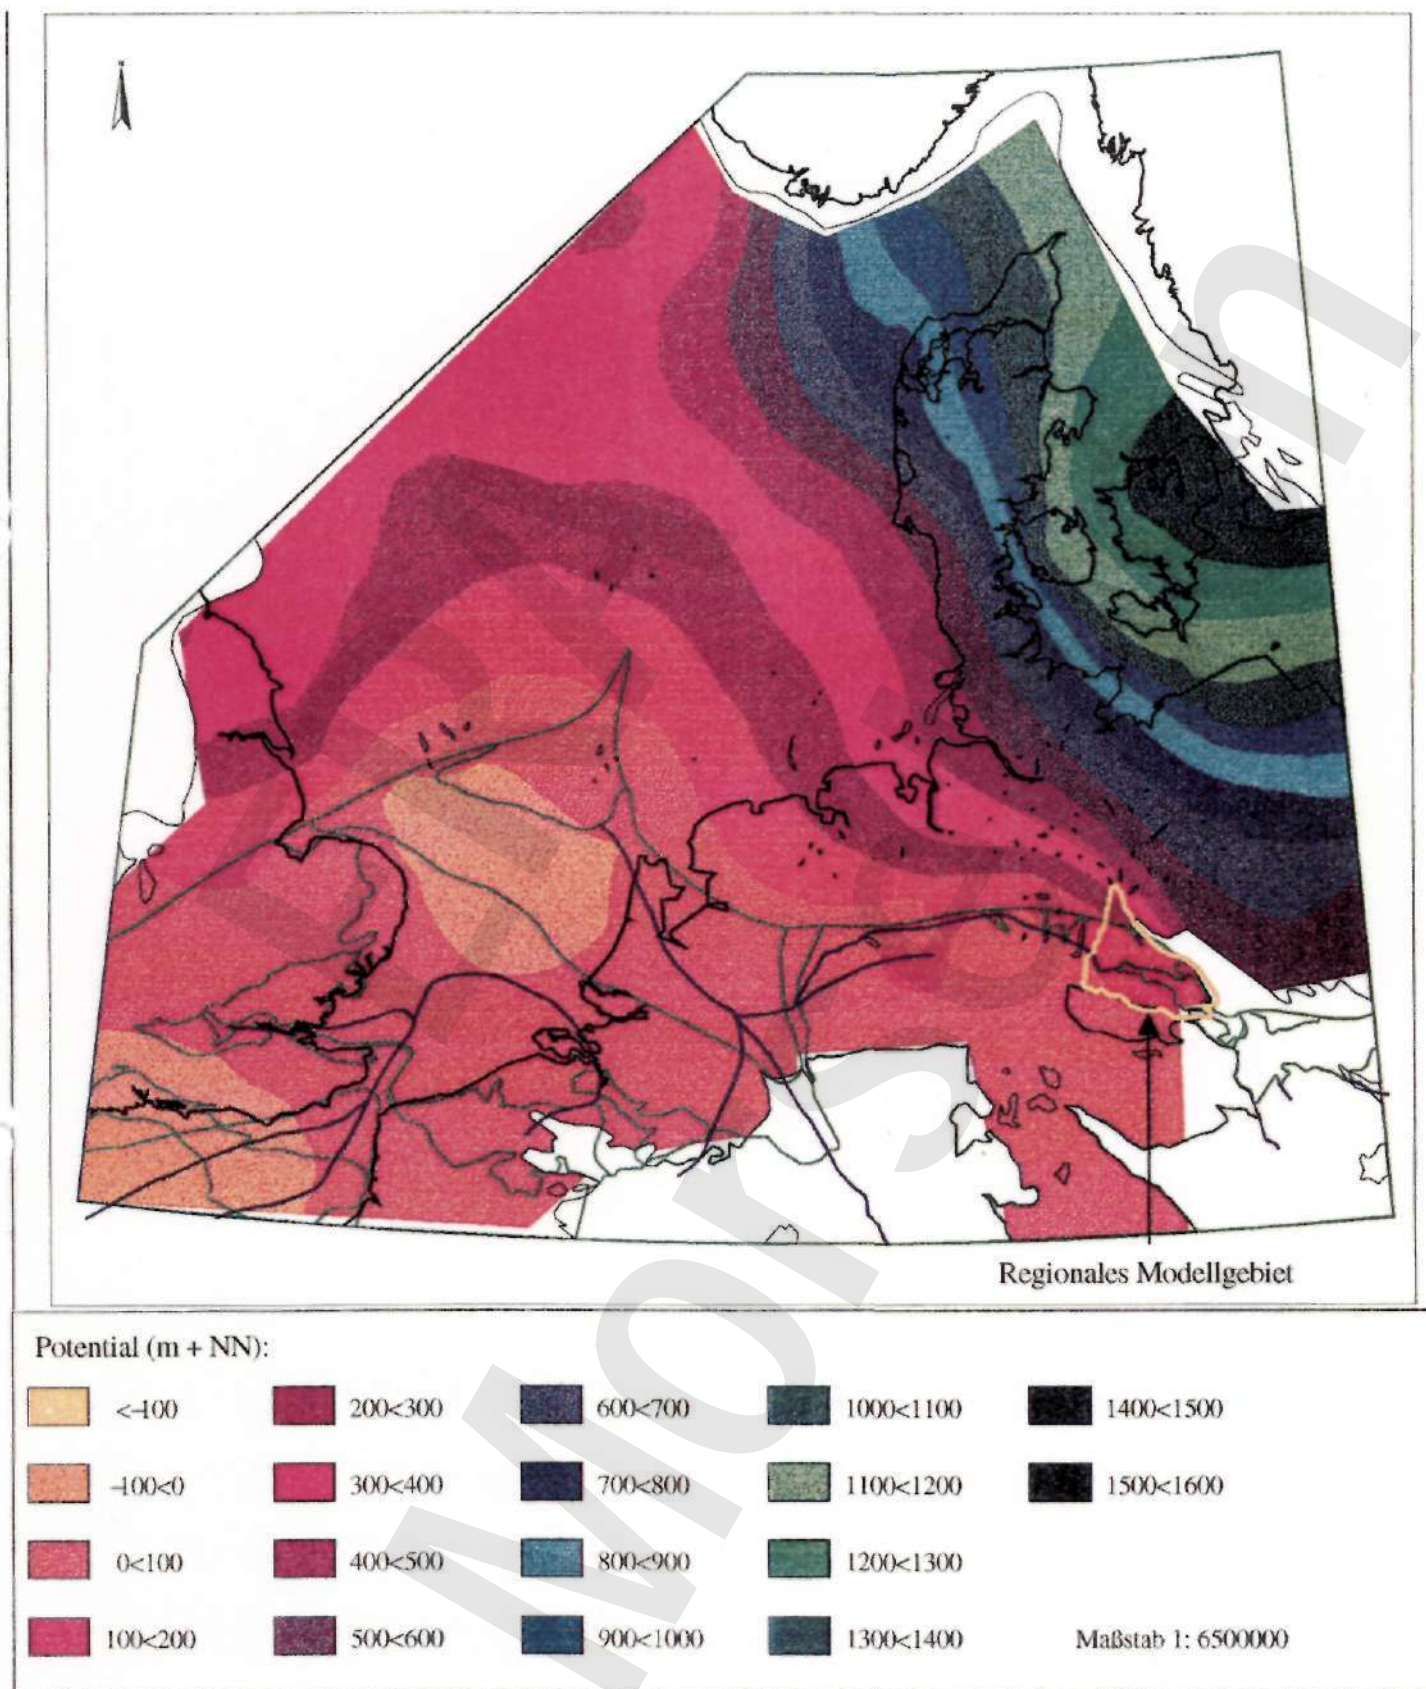 Regionales Modellgebiet
Potential (m + NN):
<-100 200<300 600<700 1000<1100 1400<1500
-100<0 300<400 700<800 1100<1200 1500<1600
0<100 400<500 800<900 1200<1300
100<200 500<600 900<1000 1300<1400 Maßstab 1: 6500000